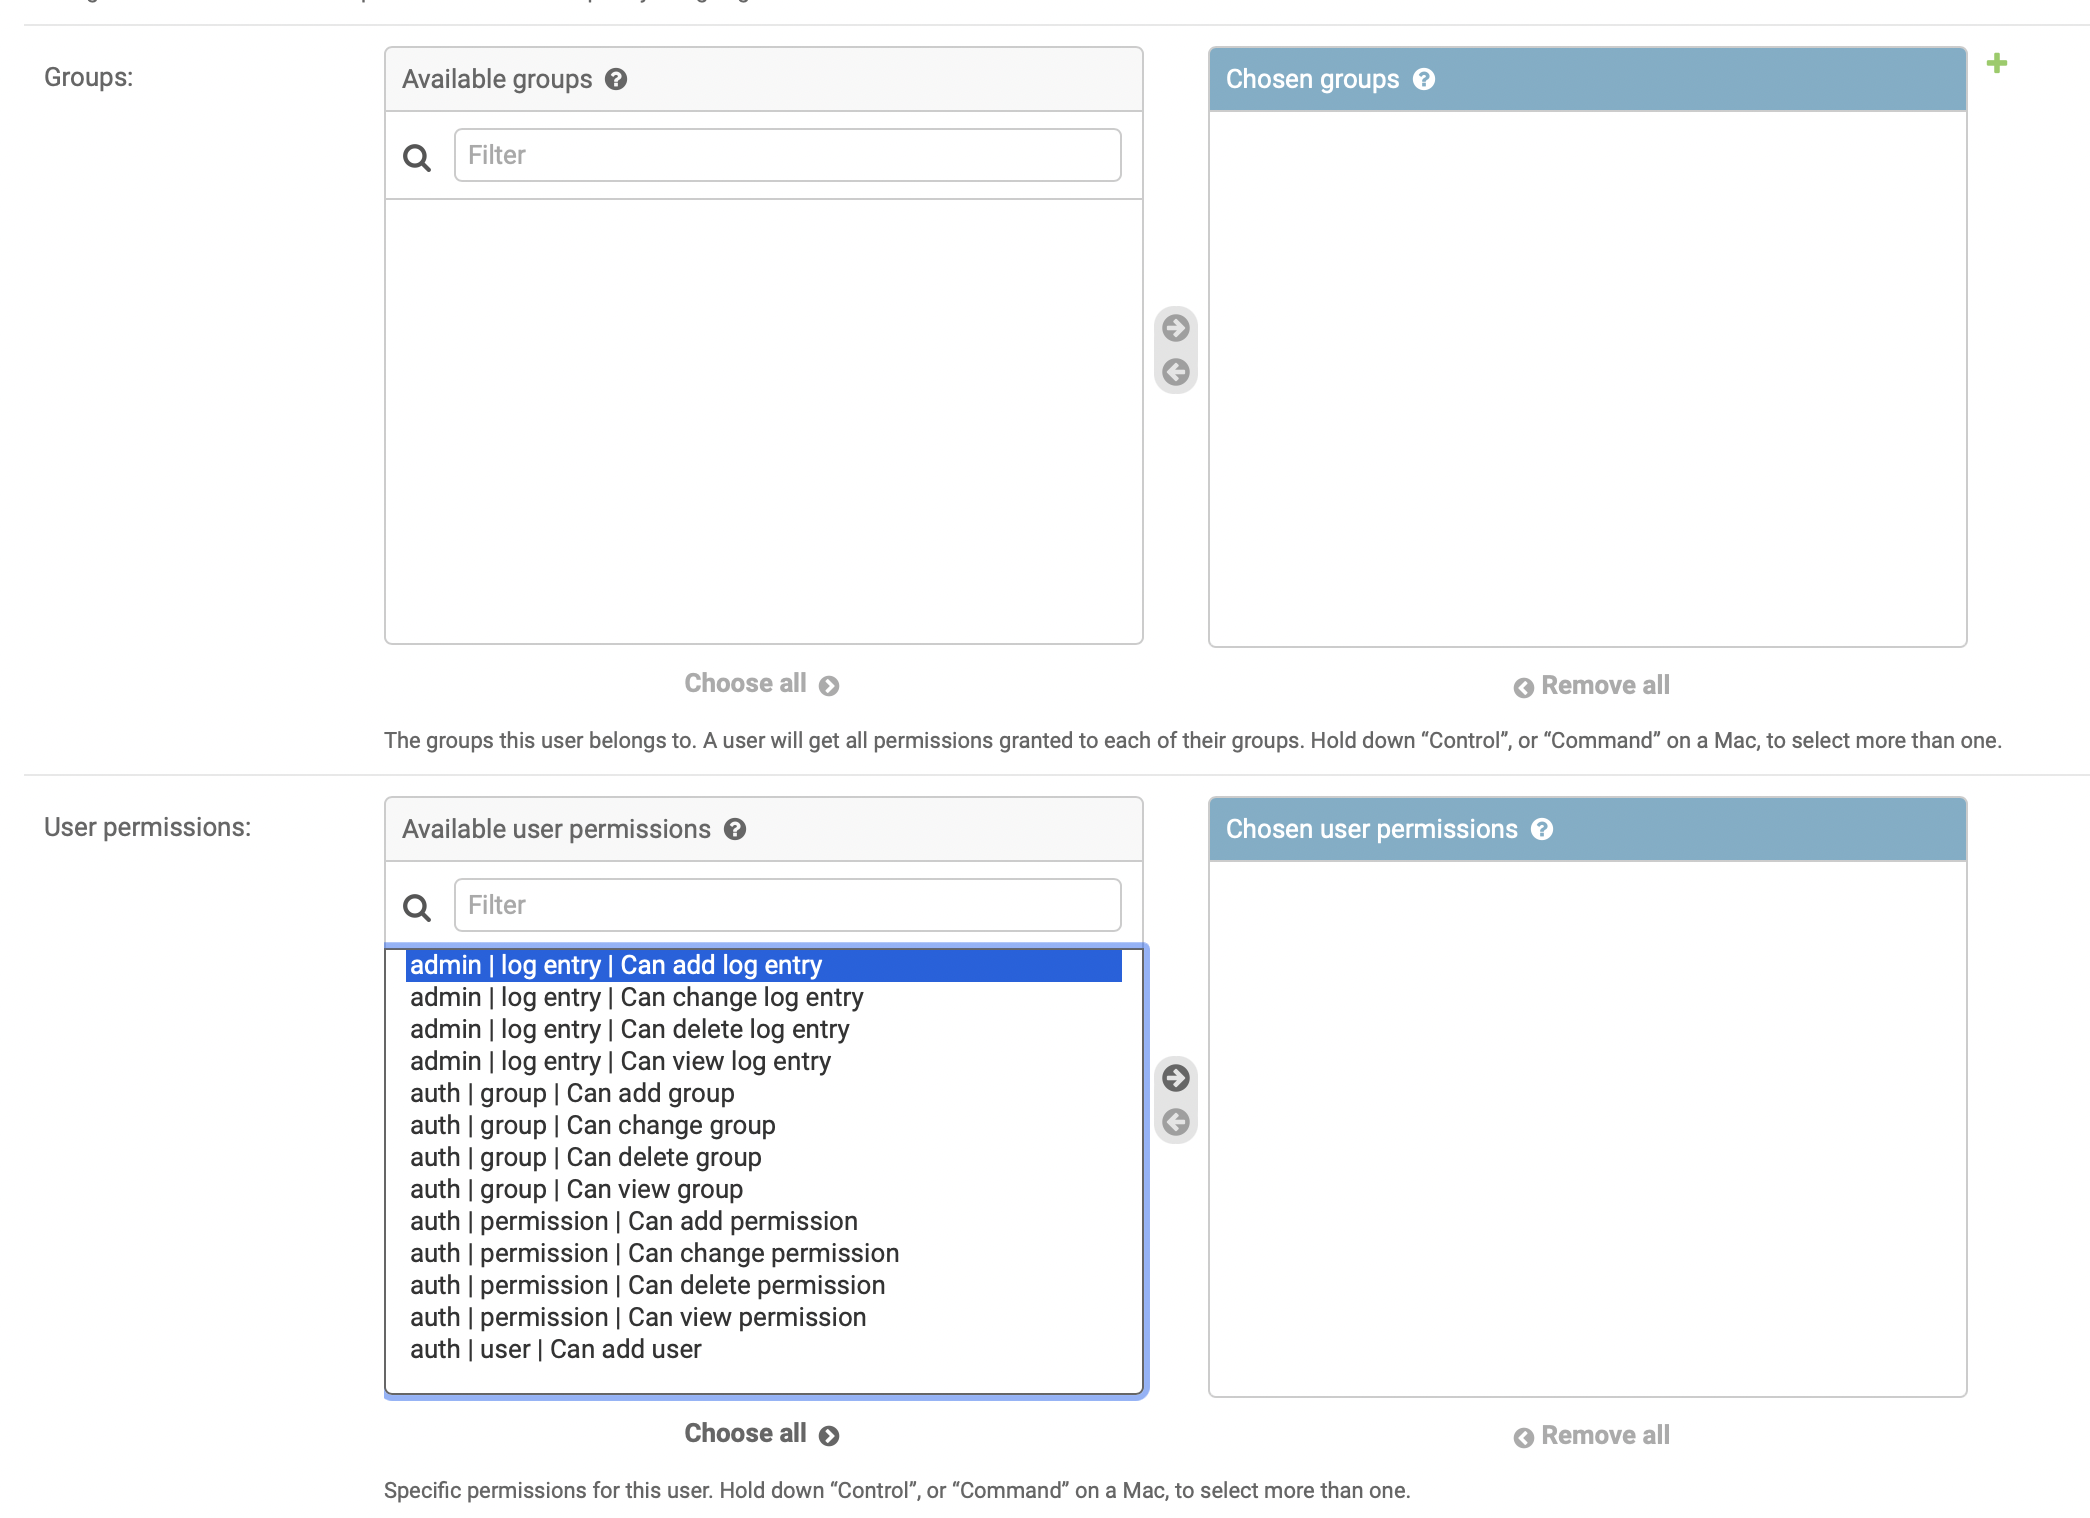 Groups:
Available groups
Chosen groups
Filter
Choose all
Remove all
The groups this user belongs to. A user will get all permissions granted to each of their groups. Hold down “Control”, or “Command” on a Mac, to select more than one.
User permissions:
Available user permissions
Chosen user permissions
Filter
admin | log entry | Can add log entry
admin | log entry | Can change log entry
admin | log entry | Can delete log entry
admin | log entry | Can view log entry
auth | group | Can add group
auth | group | Can change group
auth | group | Can delete group
auth | group | Can view group
auth | permission | Can add permission
auth | permission | Can change permission
auth | permission | Can delete permission
auth | permission | Can view permission
auth | user | Can add user
Choose all
Remove all
Specific permissions for this user. Hold down “Control”, or “Command” on a Mac, to select more than one.